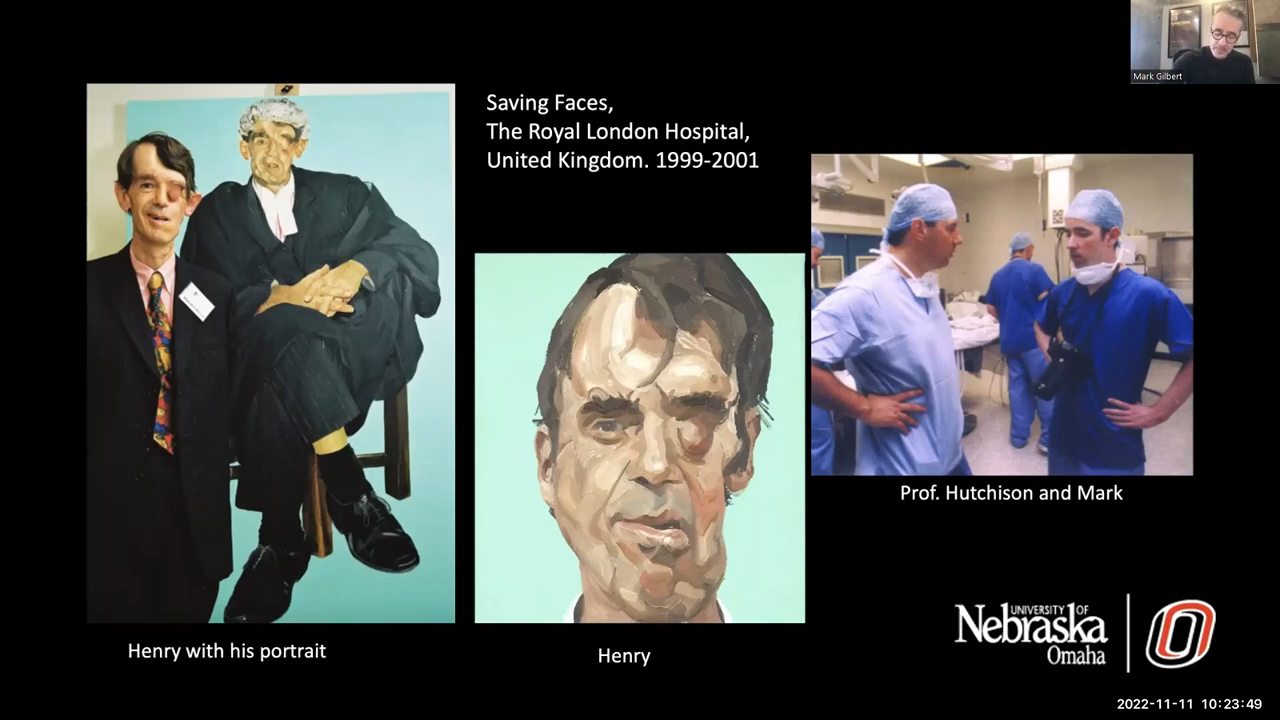 Mark Gilbert
Saving Faces,
The Royal London Hospital,
United Kingdom. 1999-2001
Prof. Hutchison and Mark
Henry with his portrait
Henry
UNIVERSITY OF
Nebraska
Omaha
2022-11-11 10:23:49